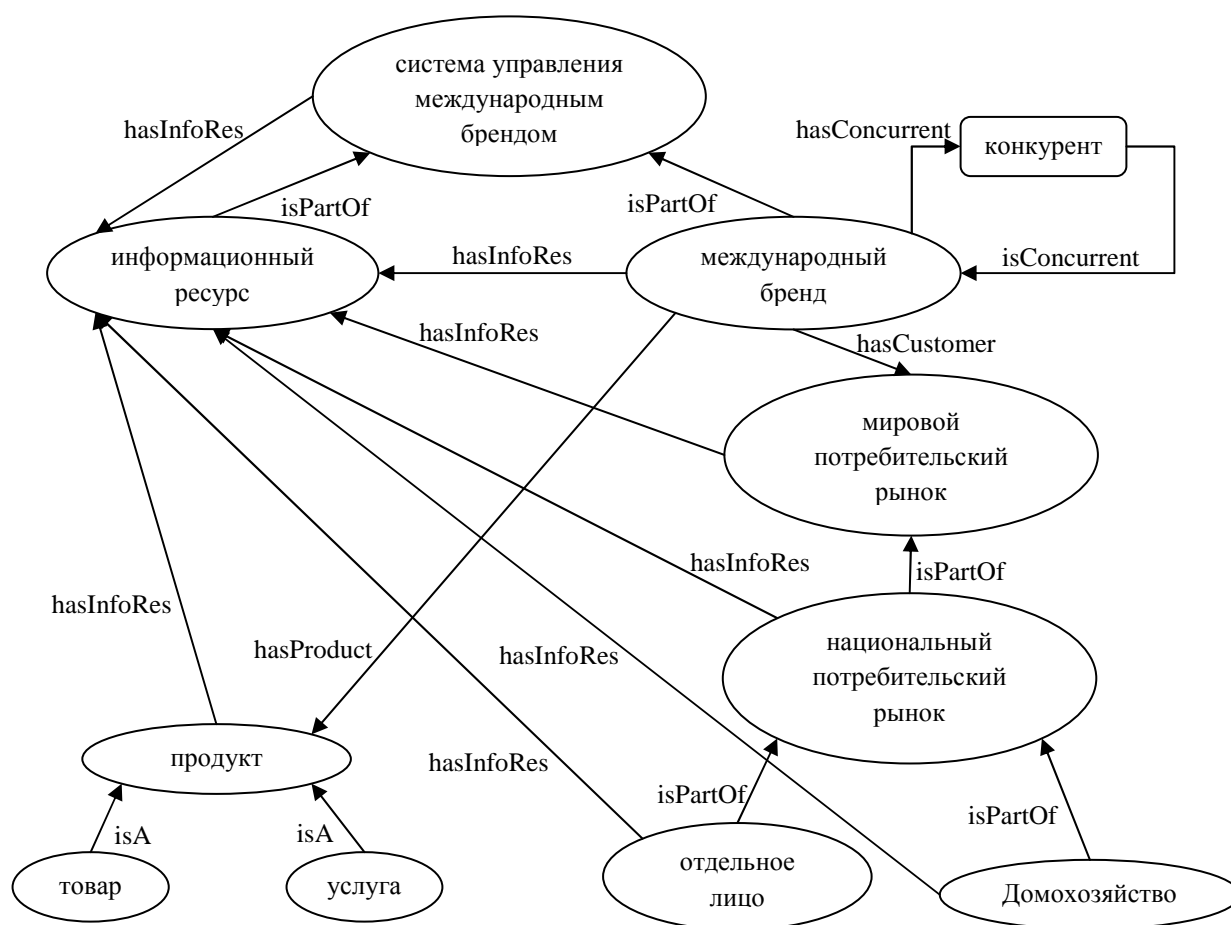 система управления
международным
брендом
hasInfoRes
hasConcurrent
конкурент
isPartOf
isPartOf
информационный
ресурс
hasInfoRes
международный
бренд
isConcurrent
hasInfoRes
hasCustomer
мировой
потребительский
рынок
hasInfoRes
isPartOf
hasInfoRes
hasProduct
hasInfoRes
национальный
потребительский
рынок
продукт
hasInfoRes
isPartOf
isPartOf
isA
isA
товар
услуга
отдельное
лицо
Домохозяйство